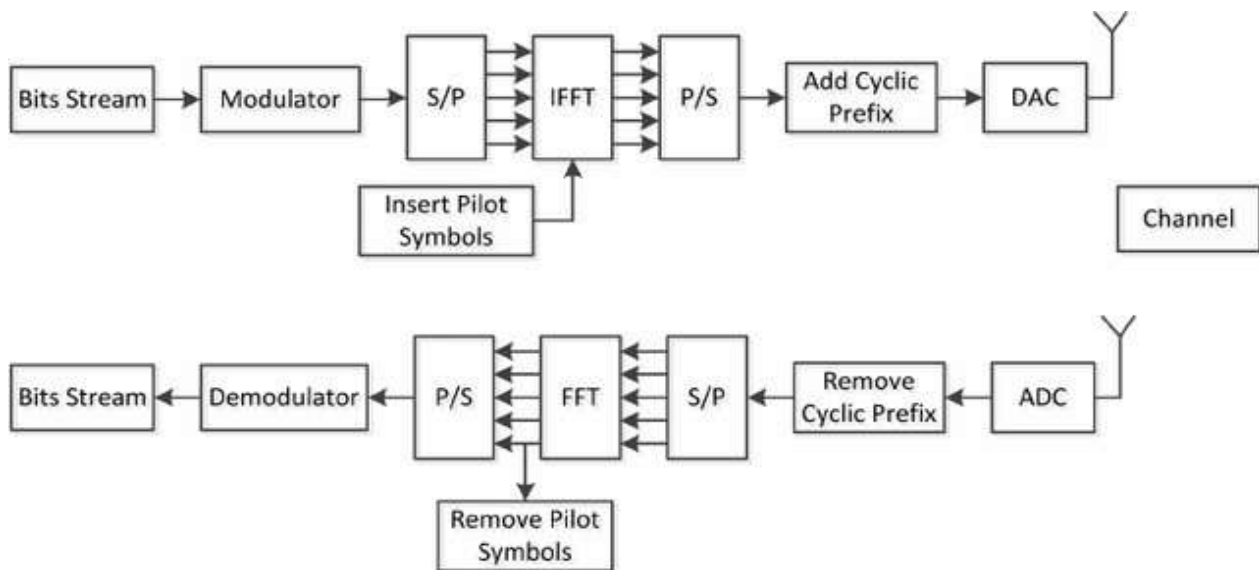 Bits Stream
Modulator
S/P
IFFT
P/S
Add Cyclic
Prefix
DAC
Insert Pilot
Symbols
Channel
Bits Stream
Demodulator
P/S
FFT
S/P
Remove
Cyclic Prefix
ADC
Remove Pilot
Symbols